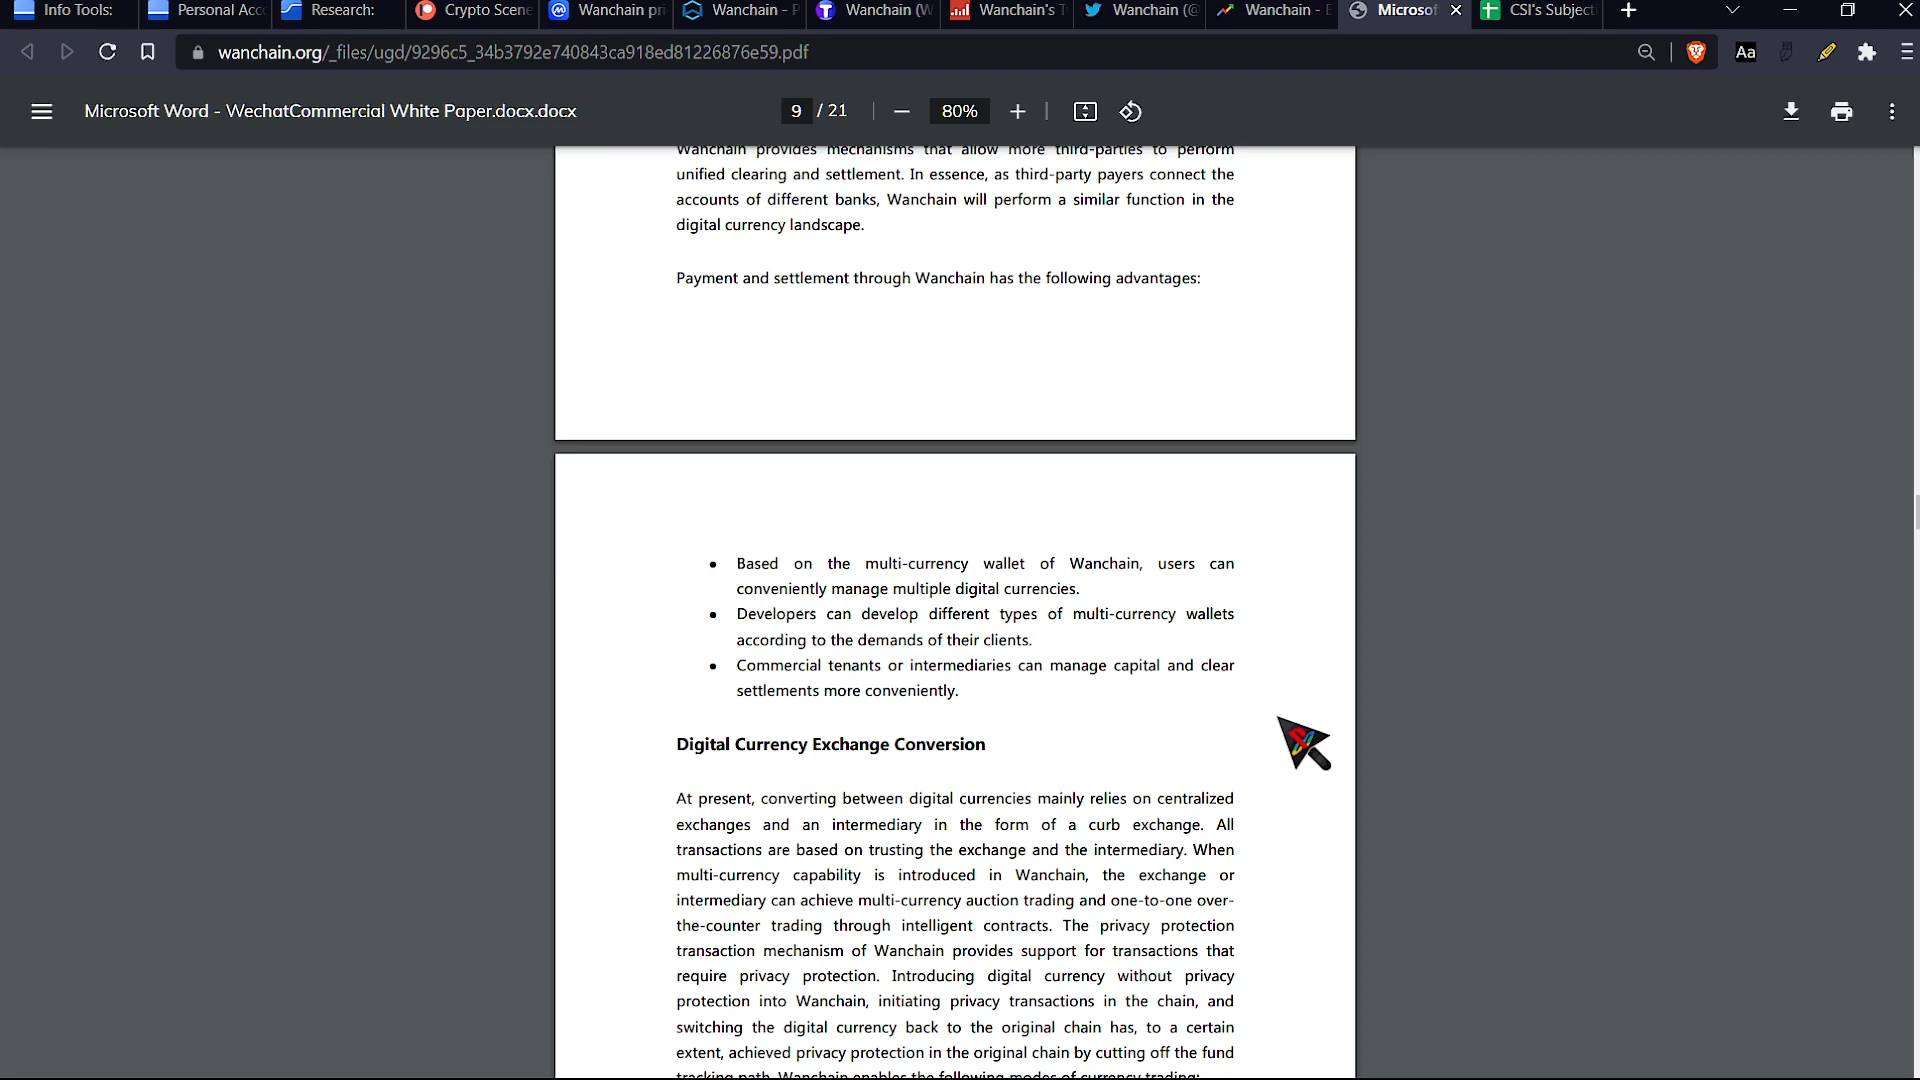 Info Tools:
Personal Acc
Research:
Crypto Scene
Wanchain pri
Wanchain - P
Wanchain (W
Wanchain's T
Wanchain (@
Wanchain - E
Microsof
CSI's Subject
wanchain.org/_files/ugd/9296c5_34b3792e740843ca918ed81226876e59.pdf
Aa
Microsoft Word - WechatCommercial White Paper.docx.docx
9 / 21
80%
Wanchain provides mechanisms that allow more third-parties to perform
unified clearing and settlement. In essence, as third-party payers connect the
accounts of different banks, Wanchain will perform a similar function in the
digital currency landscape.
Payment and settlement through Wanchain has the following advantages:
• Based on the multi-currency wallet of Wanchain, users can
conveniently manage multiple digital currencies.
• Developers can develop different types of multi-currency wallets
according to the demands of their clients.
• Commercial tenants or intermediaries can manage capital and clear
settlements more conveniently.
Digital Currency Exchange Conversion
At present, converting between digital currencies mainly relies on centralized
exchanges and an intermediary in the form of a curb exchange. All
transactions are based on trusting the exchange and the intermediary. When
multi-currency capability is introduced in Wanchain, the exchange or
intermediary can achieve multi-currency auction trading and one-to-one over-
the-counter trading through intelligent contracts. The privacy protection
transaction mechanism of Wanchain provides support for transactions that
require privacy protection. Introducing digital currency without privacy
protection into Wanchain, initiating privacy transactions in the chain, and
switching the digital currency back to the original chain has, to a certain
extent, achieved privacy protection in the original chain by cutting off the fund
tracking path. Wanchain enables the following modes of currency trading: